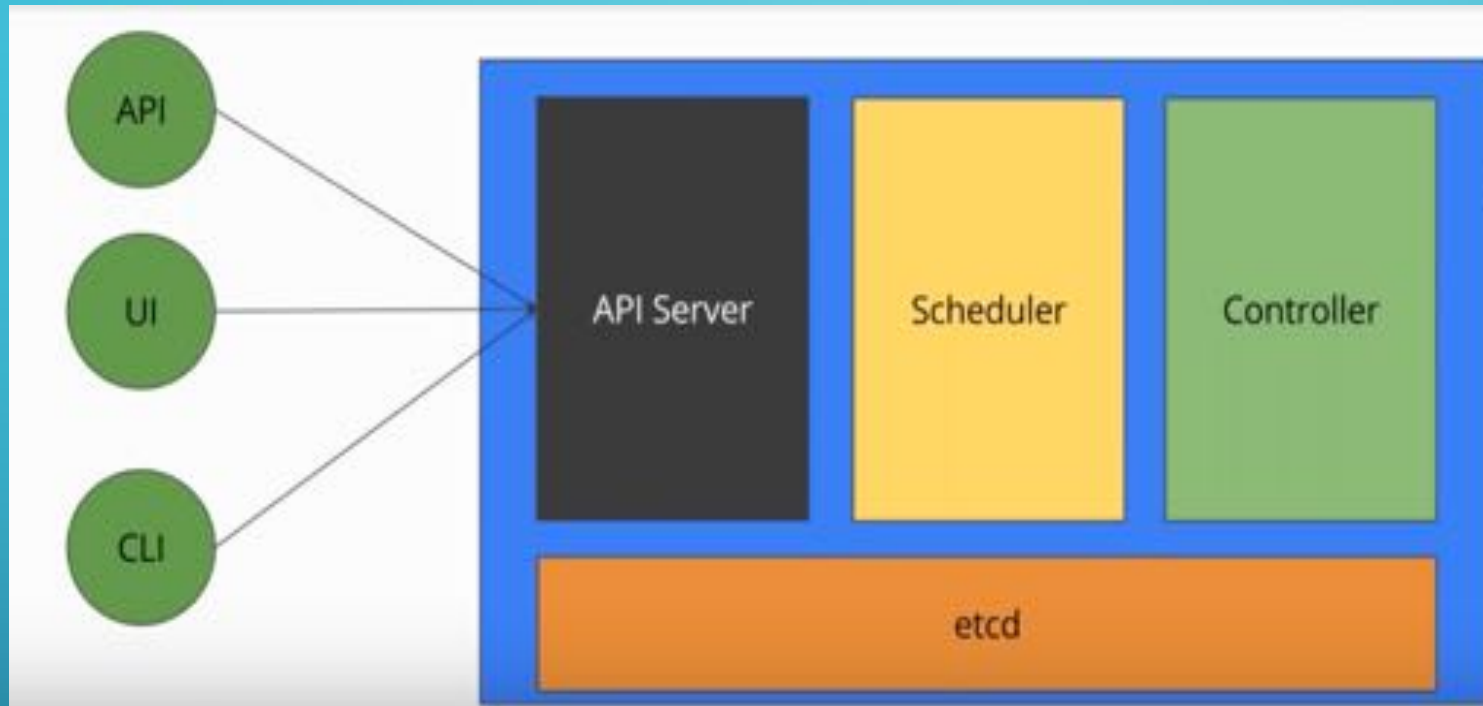 API
UI
CLI
API Server
Scheduler
Controller
etcd